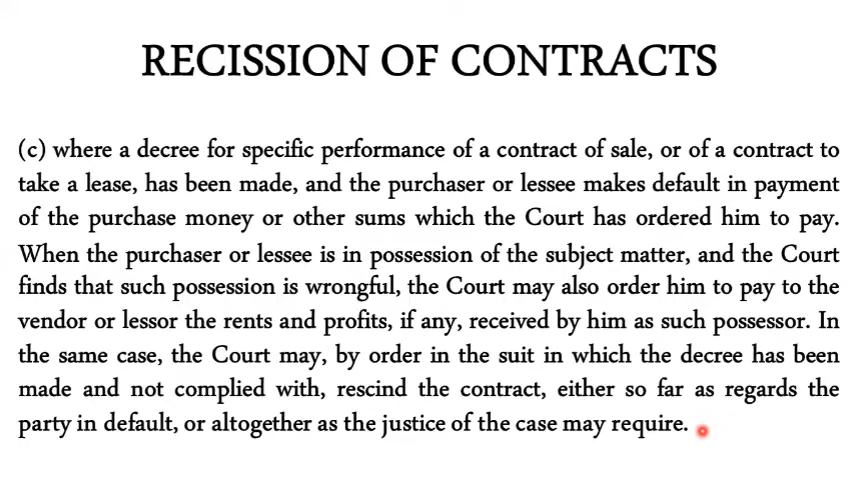 RECISSION OF CONTRACTS
(c) where a decree for specific performance of a contract of sale, or of a contract to
take a lease, has been made, and the purchaser or lessee makes default in payment
of the purchase money or other sums which the Court has ordered him to pay.
When the purchaser or lessee is in possession of the subject matter, and the Court
finds that such possession is wrongful, the Court may also order him to pay to the
vendor or lessor the rents and profits, if any, received by him as such possessor. In
the same case, the Court may, by order in the suit in which the decree has been
made and not complied with, rescind the contract, either so far as regards the
party in default, or altogether as the justice of the case may require.